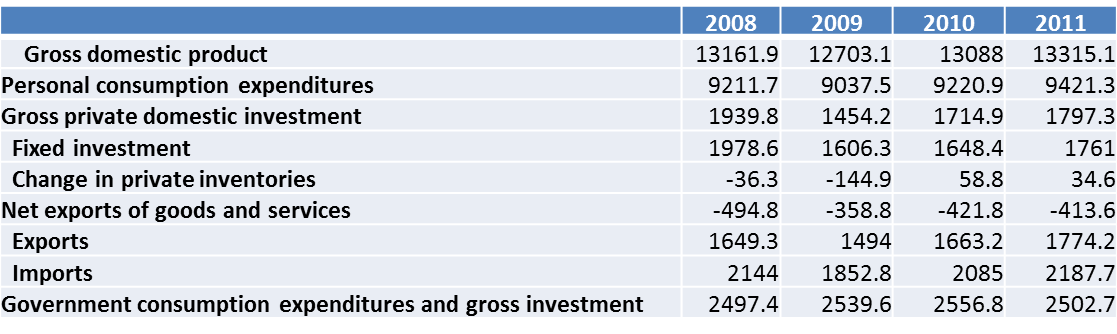 2008 2009 2010 2011
Gross domestic product 13161.9 12703.1 13088 13315.1
Personal consumption expenditures 9211.7 9037.5 9220.9 9421.3
Gross private domestic investment 1939.8 1454.2 1714.9 1797.3
Fixed investment 1978.6 1606.3 1648.4 1761
Change in private inventories -36.3 -144.9 58.8 34.6
Net exports of goods and services -494.8 -358.8 -421.8 -413.6
Exports 1649.3 1494 1663.2 1774.2
Imports 2144 1852.8 2085 2187.7
Government consumption expenditures and gross investment 2497.4 2539.6 2556.8 2502.7